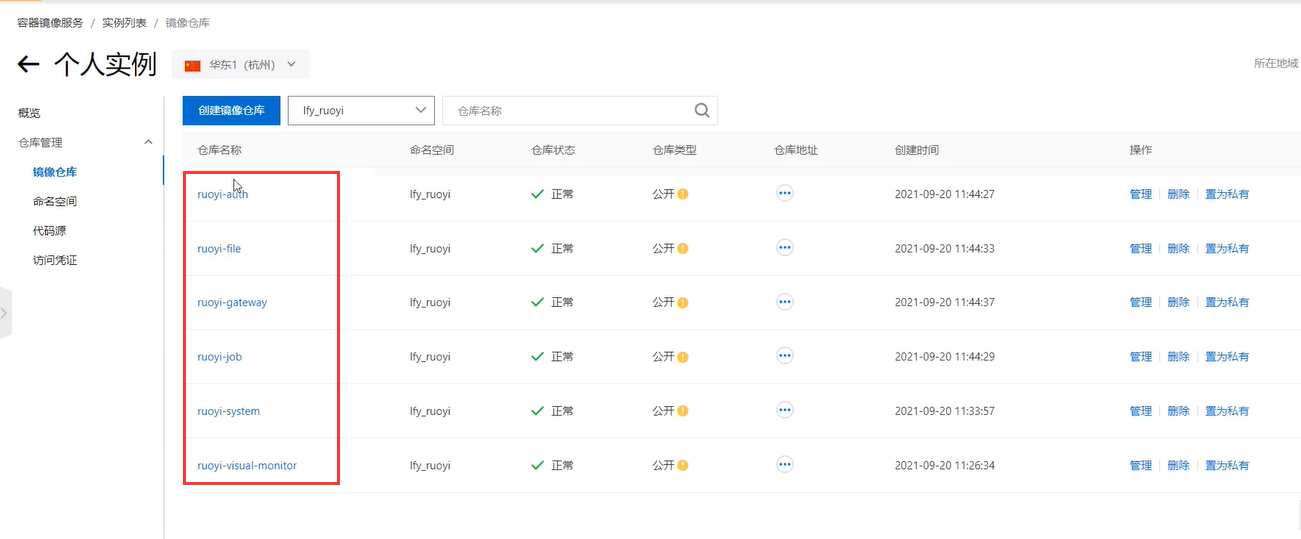 容器镜像服务 / 实例列表 / 镜像仓库
个人实例 华东1（杭州） 所在地域
概览
仓库管理
镜像仓库
命名空间
代码源
访问凭证
创建镜像仓库 lfy_ruoyi 仓库名称
仓库名称 命名空间 仓库状态 仓库类型 仓库地址 创建时间 操作
ruoyi-auth lfy_ruoyi 正常 公开 2021-09-20 11:44:27 管理 删除 置为私有
ruoyi-file lfy_ruoyi 正常 公开 2021-09-20 11:44:33 管理 删除 置为私有
ruoyi-gateway lfy_ruoyi 正常 公开 2021-09-20 11:44:37 管理 删除 置为私有
ruoyi-job lfy_ruoyi 正常 公开 2021-09-20 11:44:29 管理 删除 置为私有
ruoyi-system lfy_ruoyi 正常 公开 2021-09-20 11:33:57 管理 删除 置为私有
ruoyi-visual-monitor lfy_ruoyi 正常 公开 2021-09-20 11:26:34 管理 删除 置为私有